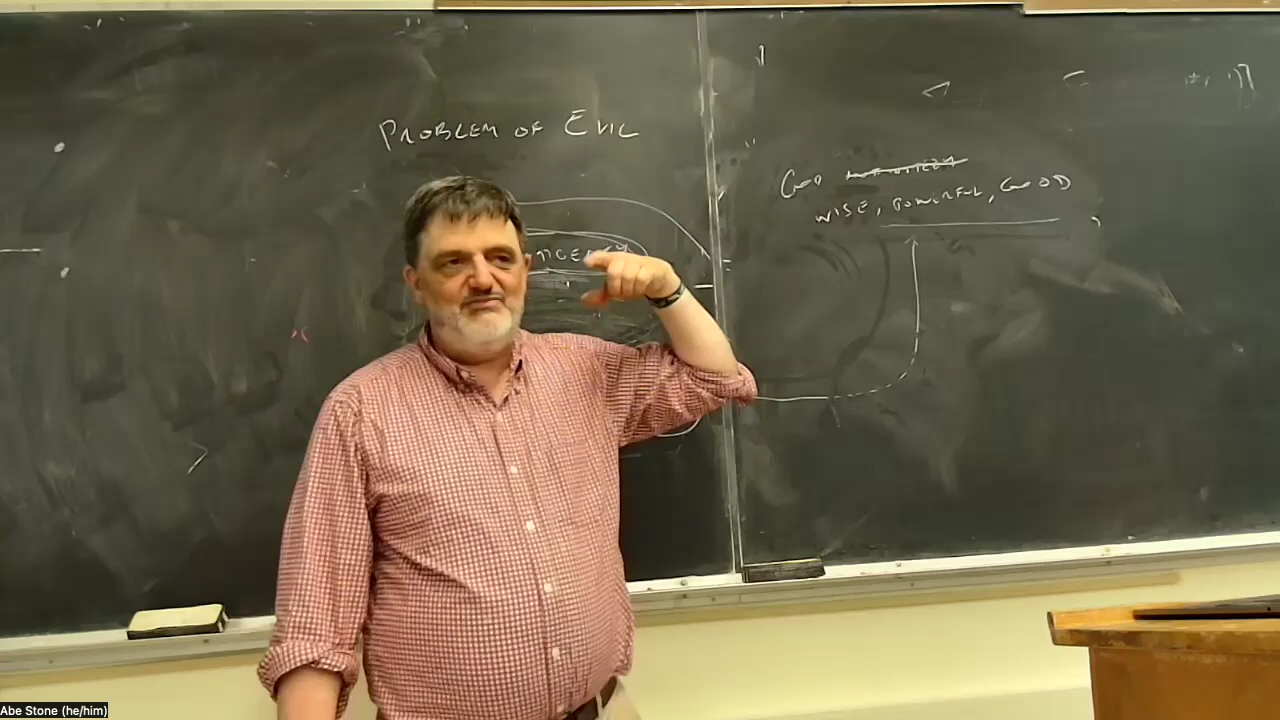 PROBLEM OF EVIL
GOD
WISE, POWERFUL, GOOD
Abe Stone (he/him)